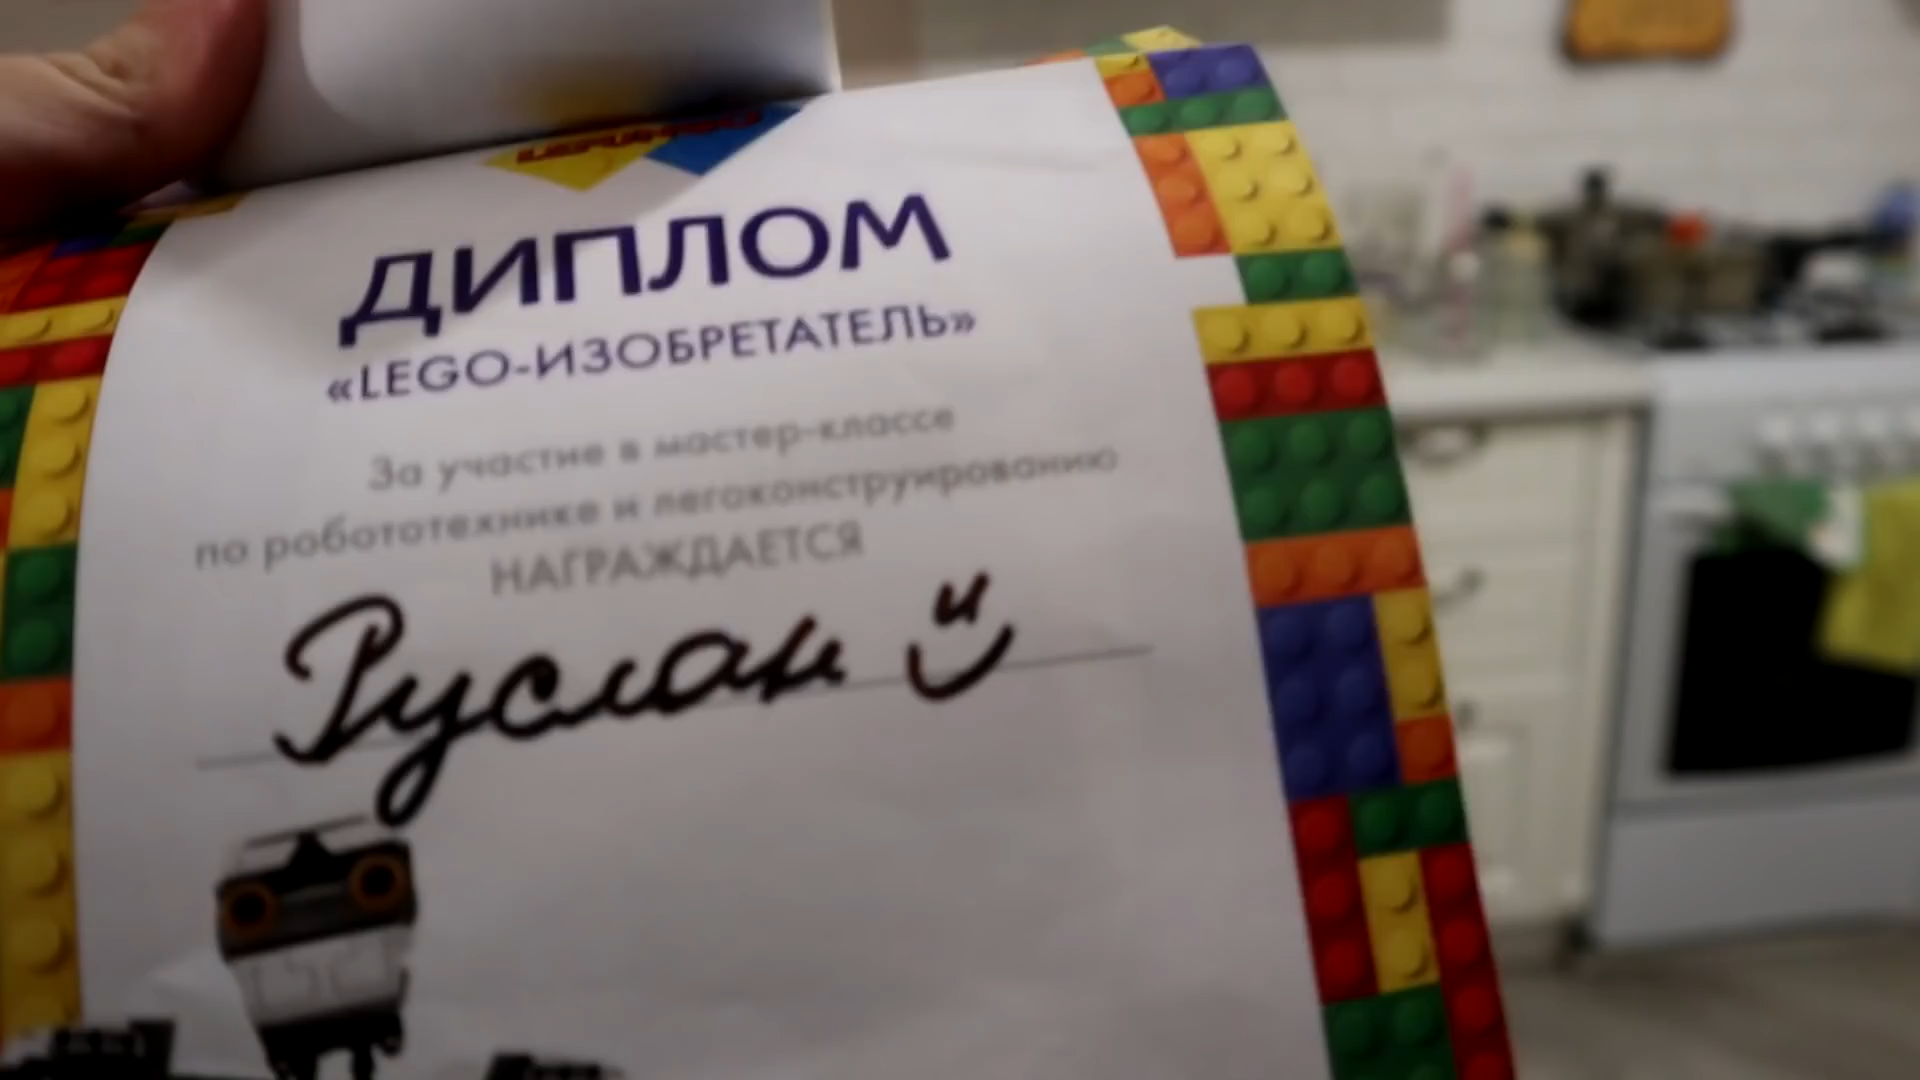 ДИПЛОМ
«LEGO-ИЗОБРЕТАТЕЛЬ»
За участие в мастер-классе
по робототехнике и легоконструированию
НАГРАЖДАЕТСЯ
Руслан